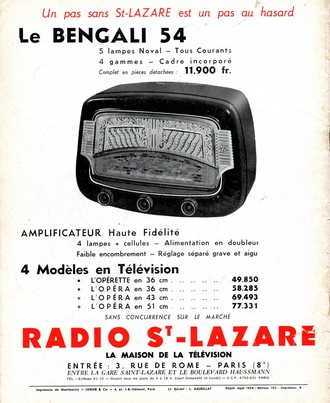 Un pas sans St-LAZARE est un pas au hasard
Le BENGALI 54
5 lampes Noval – Tous Courants
4 gammes – Cadre incorporé
Complet en pièces détachées : 11.900 fr.
AMPLIFICATEUR Haute Fidélité
4 lampes + cellules – Alimentation en doubleur
Faible encombrement – Réglage séparé grave et aigu
4 Modèles en Télévision
• L'OPÉRETTE en 36 cm ........ 49.850
• L'OPÉRA en 36 cm ........ 58.285
• L'OPÉRA en 43 cm ........ 69.493
• L'OPÉRA en 51 cm ........ 77.331
SANS CONCURRENCE SUR LE MARCHÉ
RADIO St-LAZARE
LA MAISON DE LA TÉLÉVISION
ENTRÉE : 3, RUE DE ROME – PARIS (8e)
ENTRE LA GARE SAINT-LAZARE ET LE BOULEVARD HAUSSMANN